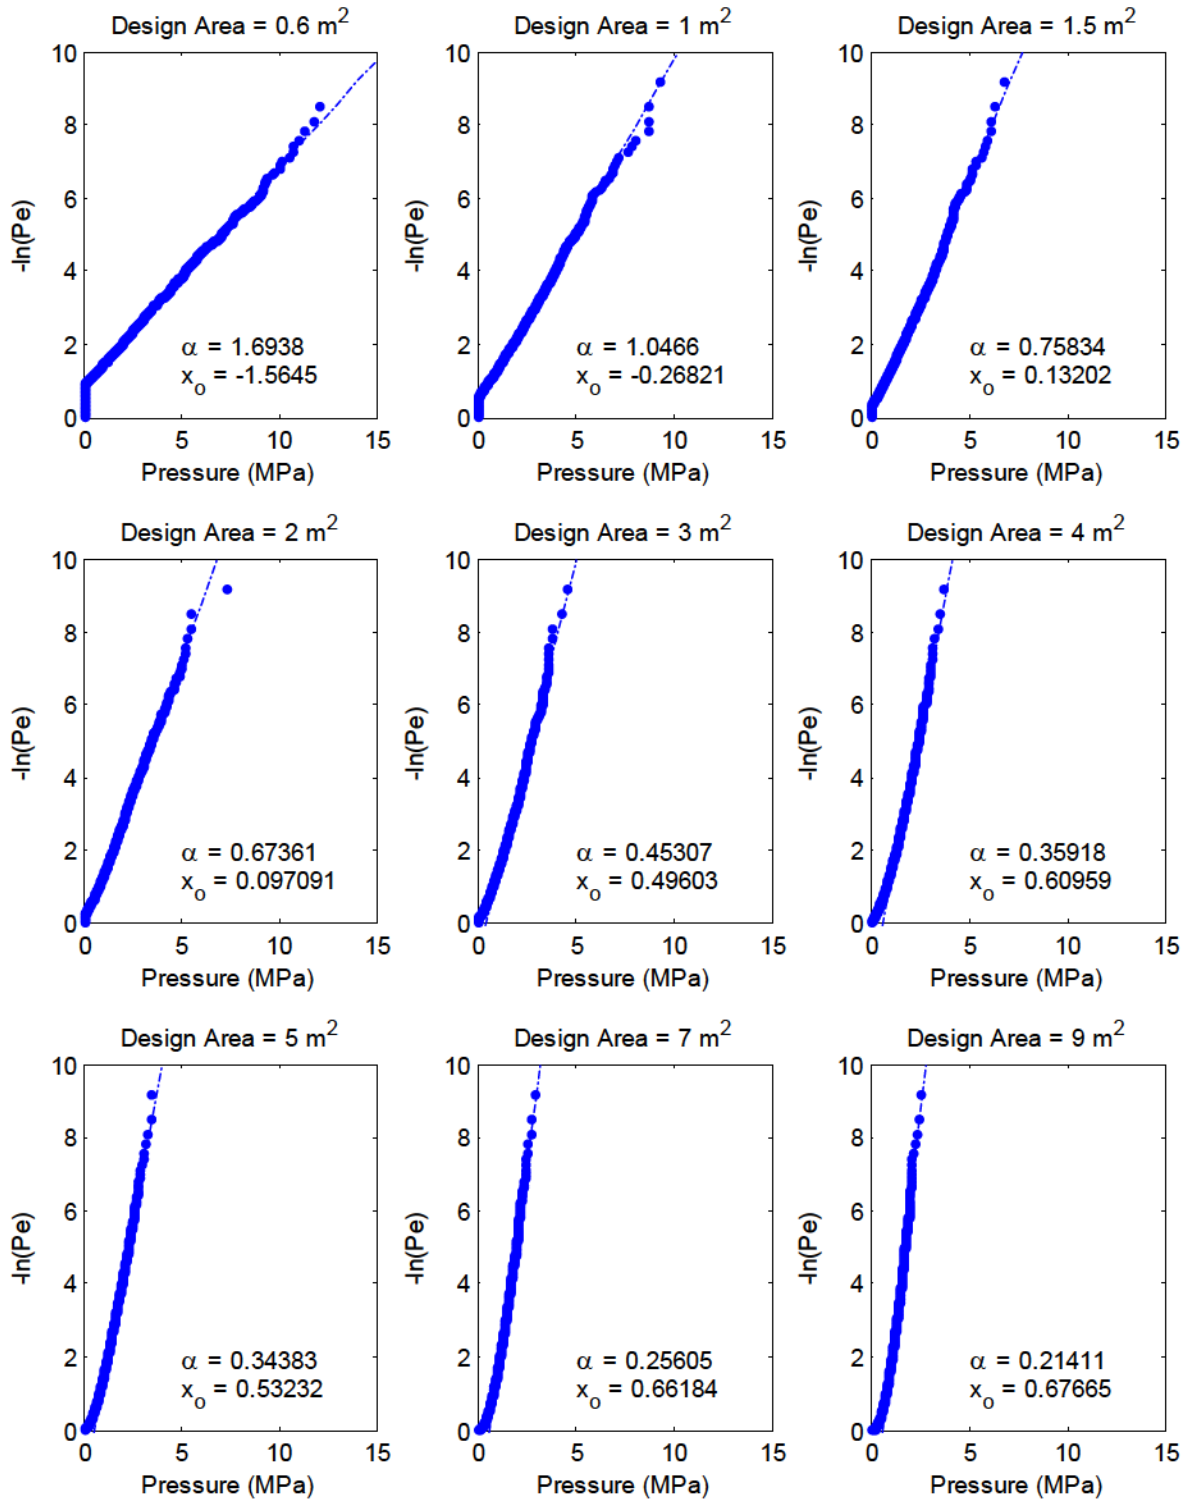 Design Area = 0.6 m²
10
8
6
4
2
0
-ln(Pe)
α = 1.6938
xₒ = -1.5645
0 5 10 15
Pressure (MPa)
Design Area = 1 m²
10
8
6
4
2
0
-ln(Pe)
α = 1.0466
xₒ = -0.26821
0 5 10 15
Pressure (MPa)
Design Area = 1.5 m²
10
8
6
4
2
0
-ln(Pe)
α = 0.75834
xₒ = 0.13202
0 5 10 15
Pressure (MPa)
Design Area = 2 m²
10
8
6
4
2
0
-ln(Pe)
α = 0.67361
xₒ = 0.097091
0 5 10 15
Pressure (MPa)
Design Area = 3 m²
10
8
6
4
2
0
-ln(Pe)
α = 0.45307
xₒ = 0.49603
0 5 10 15
Pressure (MPa)
Design Area = 4 m²
10
8
6
4
2
0
-ln(Pe)
α = 0.35918
xₒ = 0.60959
0 5 10 15
Pressure (MPa)
Design Area = 5 m²
10
8
6
4
2
0
-ln(Pe)
α = 0.34383
xₒ = 0.53232
0 5 10 15
Pressure (MPa)
Design Area = 7 m²
10
8
6
4
2
0
-ln(Pe)
α = 0.25605
xₒ = 0.66184
0 5 10 15
Pressure (MPa)
Design Area = 9 m²
10
8
6
4
2
0
-ln(Pe)
α = 0.21411
xₒ = 0.67665
0 5 10 15
Pressure (MPa)